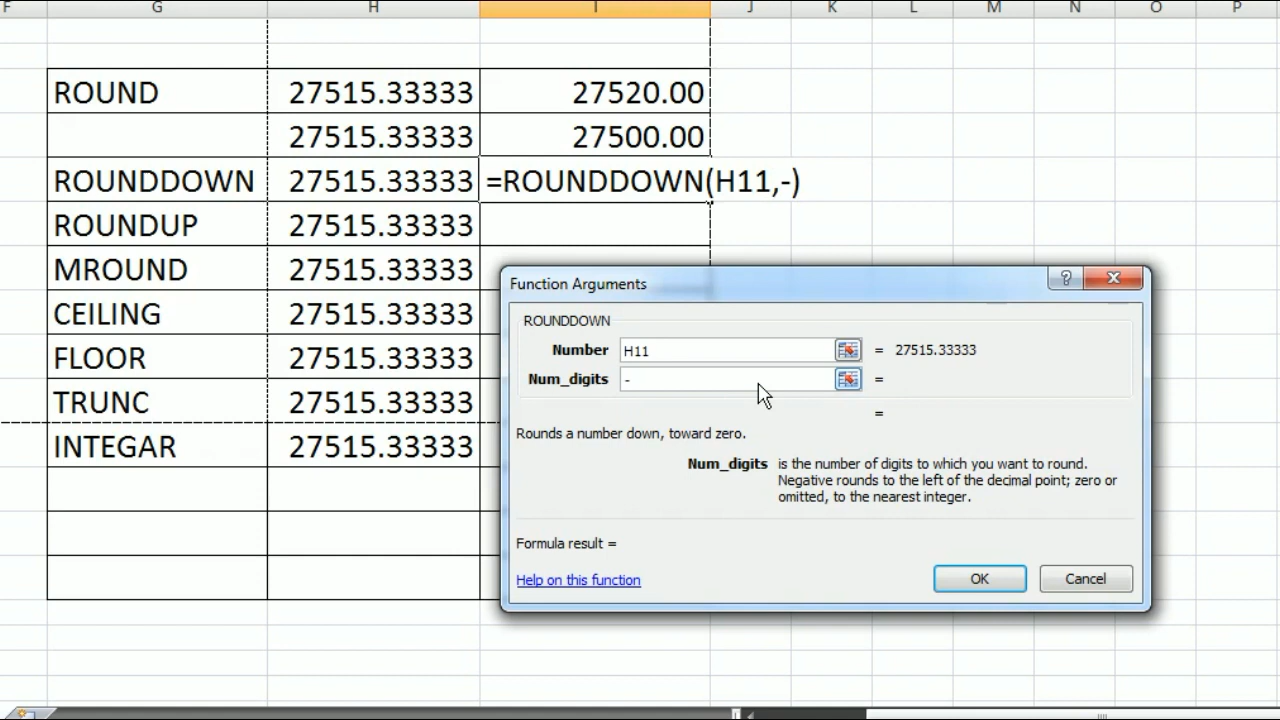 F G H I J K L M N O P
ROUND 27515.33333 27520.00
27515.33333 27500.00
ROUNDDOWN 27515.33333 =ROUNDDOWN(H11,-)
ROUNDUP 27515.33333
MROUND 27515.33333
CEILING 27515.33333
FLOOR 27515.33333
TRUNC 27515.33333
INTEGAR 27515.33333
Function Arguments
ROUNDDOWN
Number H11 = 27515.33333
Num_digits - =
=
Rounds a number down, toward zero.
Num_digits is the number of digits to which you want to round.
Negative rounds to the left of the decimal point; zero or
omitted, to the nearest integer.
Formula result =
Help on this function OK Cancel